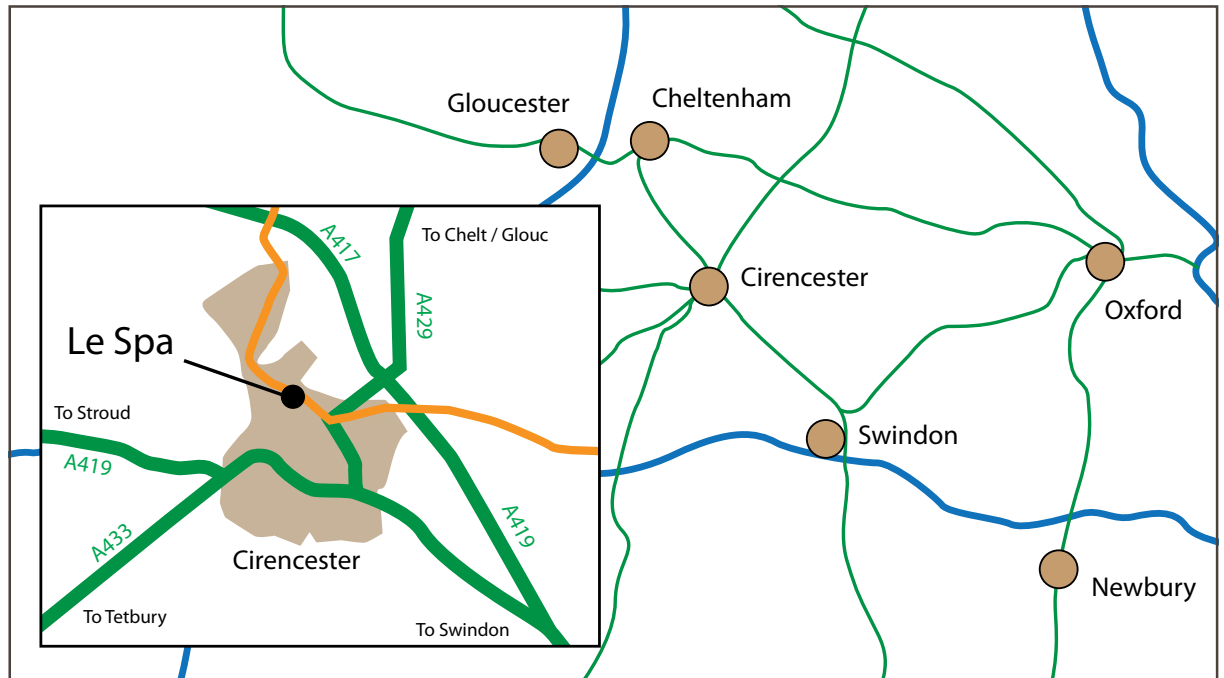 Gloucester
Cheltenham
Cirencester
Oxford
Swindon
Newbury
A417
To Chelt / Glouc
A429
Le Spa
To Stroud
A419
A433
A419
Cirencester
To Tetbury
To Swindon